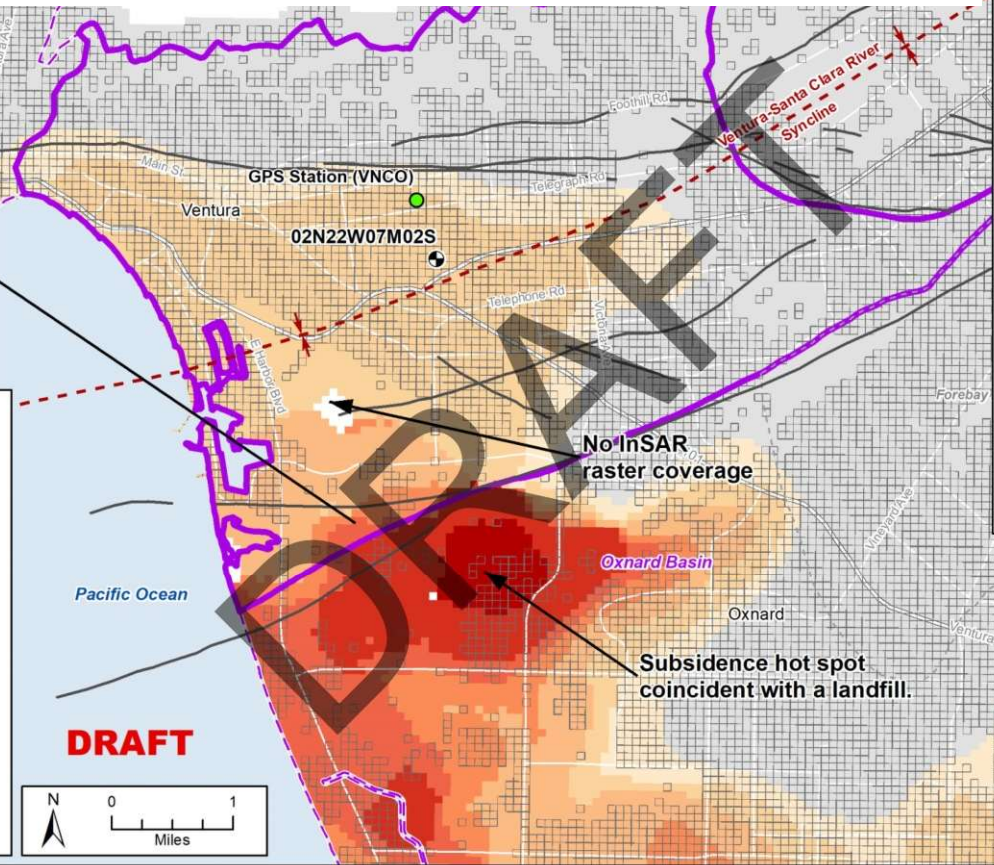 Ventura-Santa Clara River
Syncline
Foothill Rd
Main St
GPS Station (VNCO)
Telegraph Rd
Ventura
02N22W07M02S
Telephone Rd
E Harbor Blvd
Forebay
No InSAR
raster coverage
Vineyard Ave
Oxnard Basin
Pacific Ocean
Oxnard
Ventura
Subsidence hot spot
coincident with a landfill.
DRAFT
DRAFT
N
0 1
Miles